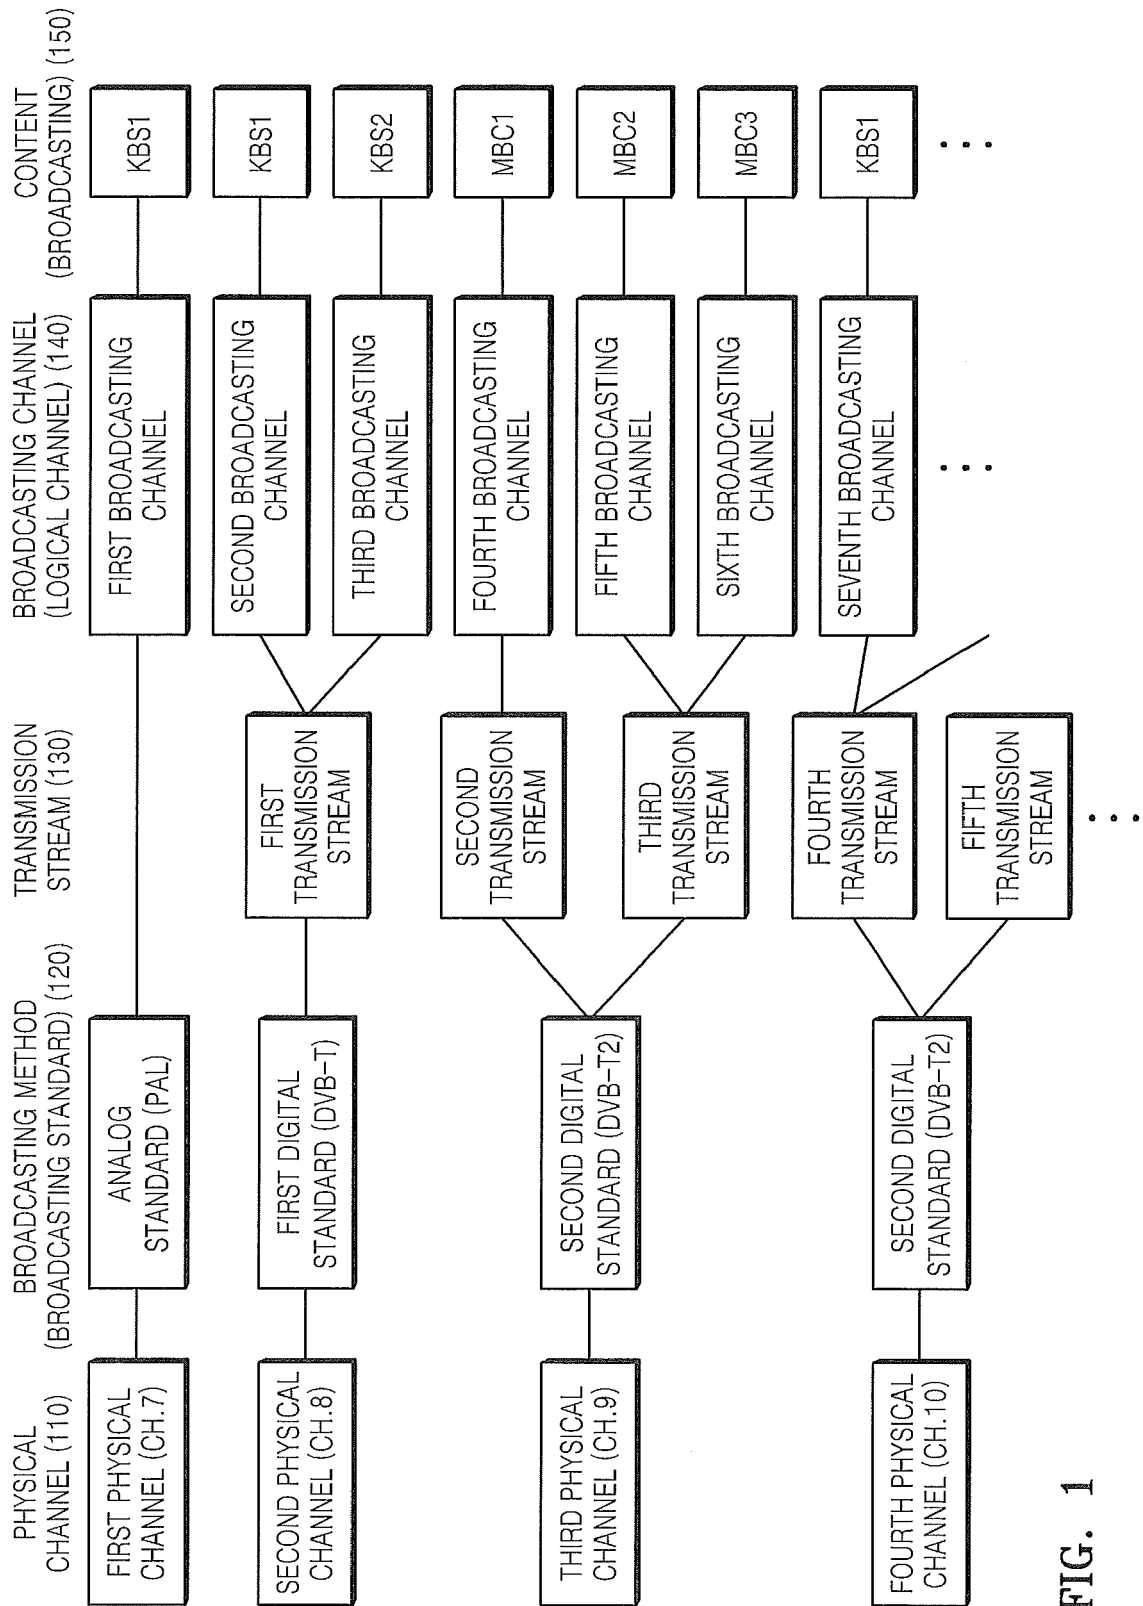 PHYSICAL
CHANNEL (110)
BROADCASTING METHOD
(BROADCASTING STANDARD) (120)
TRANSMISSION
STREAM (130)
BROADCASTING CHANNEL
(LOGICAL CHANNEL) (140)
CONTENT
(BROADCASTING) (150)
FIRST PHYSICAL
CHANNEL (CH.7)
ANALOG
STANDARD (PAL)
FIRST BROADCASTING
CHANNEL
KBS1
SECOND PHYSICAL
CHANNEL (CH.8)
FIRST DIGITAL
STANDARD (DVB-T)
FIRST
TRANSMISSION
STREAM
SECOND BROADCASTING
CHANNEL
KBS1
THIRD BROADCASTING
CHANNEL
KBS2
THIRD PHYSICAL
CHANNEL (CH.9)
SECOND DIGITAL
STANDARD (DVB-T2)
SECOND
TRANSMISSION
STREAM
FOURTH BROADCASTING
CHANNEL
MBC1
THIRD
TRANSMISSION
STREAM
FIFTH BROADCASTING
CHANNEL
MBC2
SIXTH BROADCASTING
CHANNEL
MBC3
FOURTH PHYSICAL
CHANNEL (CH.10)
SECOND DIGITAL
STANDARD (DVB-T2)
FOURTH
TRANSMISSION
STREAM
SEVENTH BROADCASTING
CHANNEL
KBS1
FIFTH
TRANSMISSION
STREAM
FIG. 1